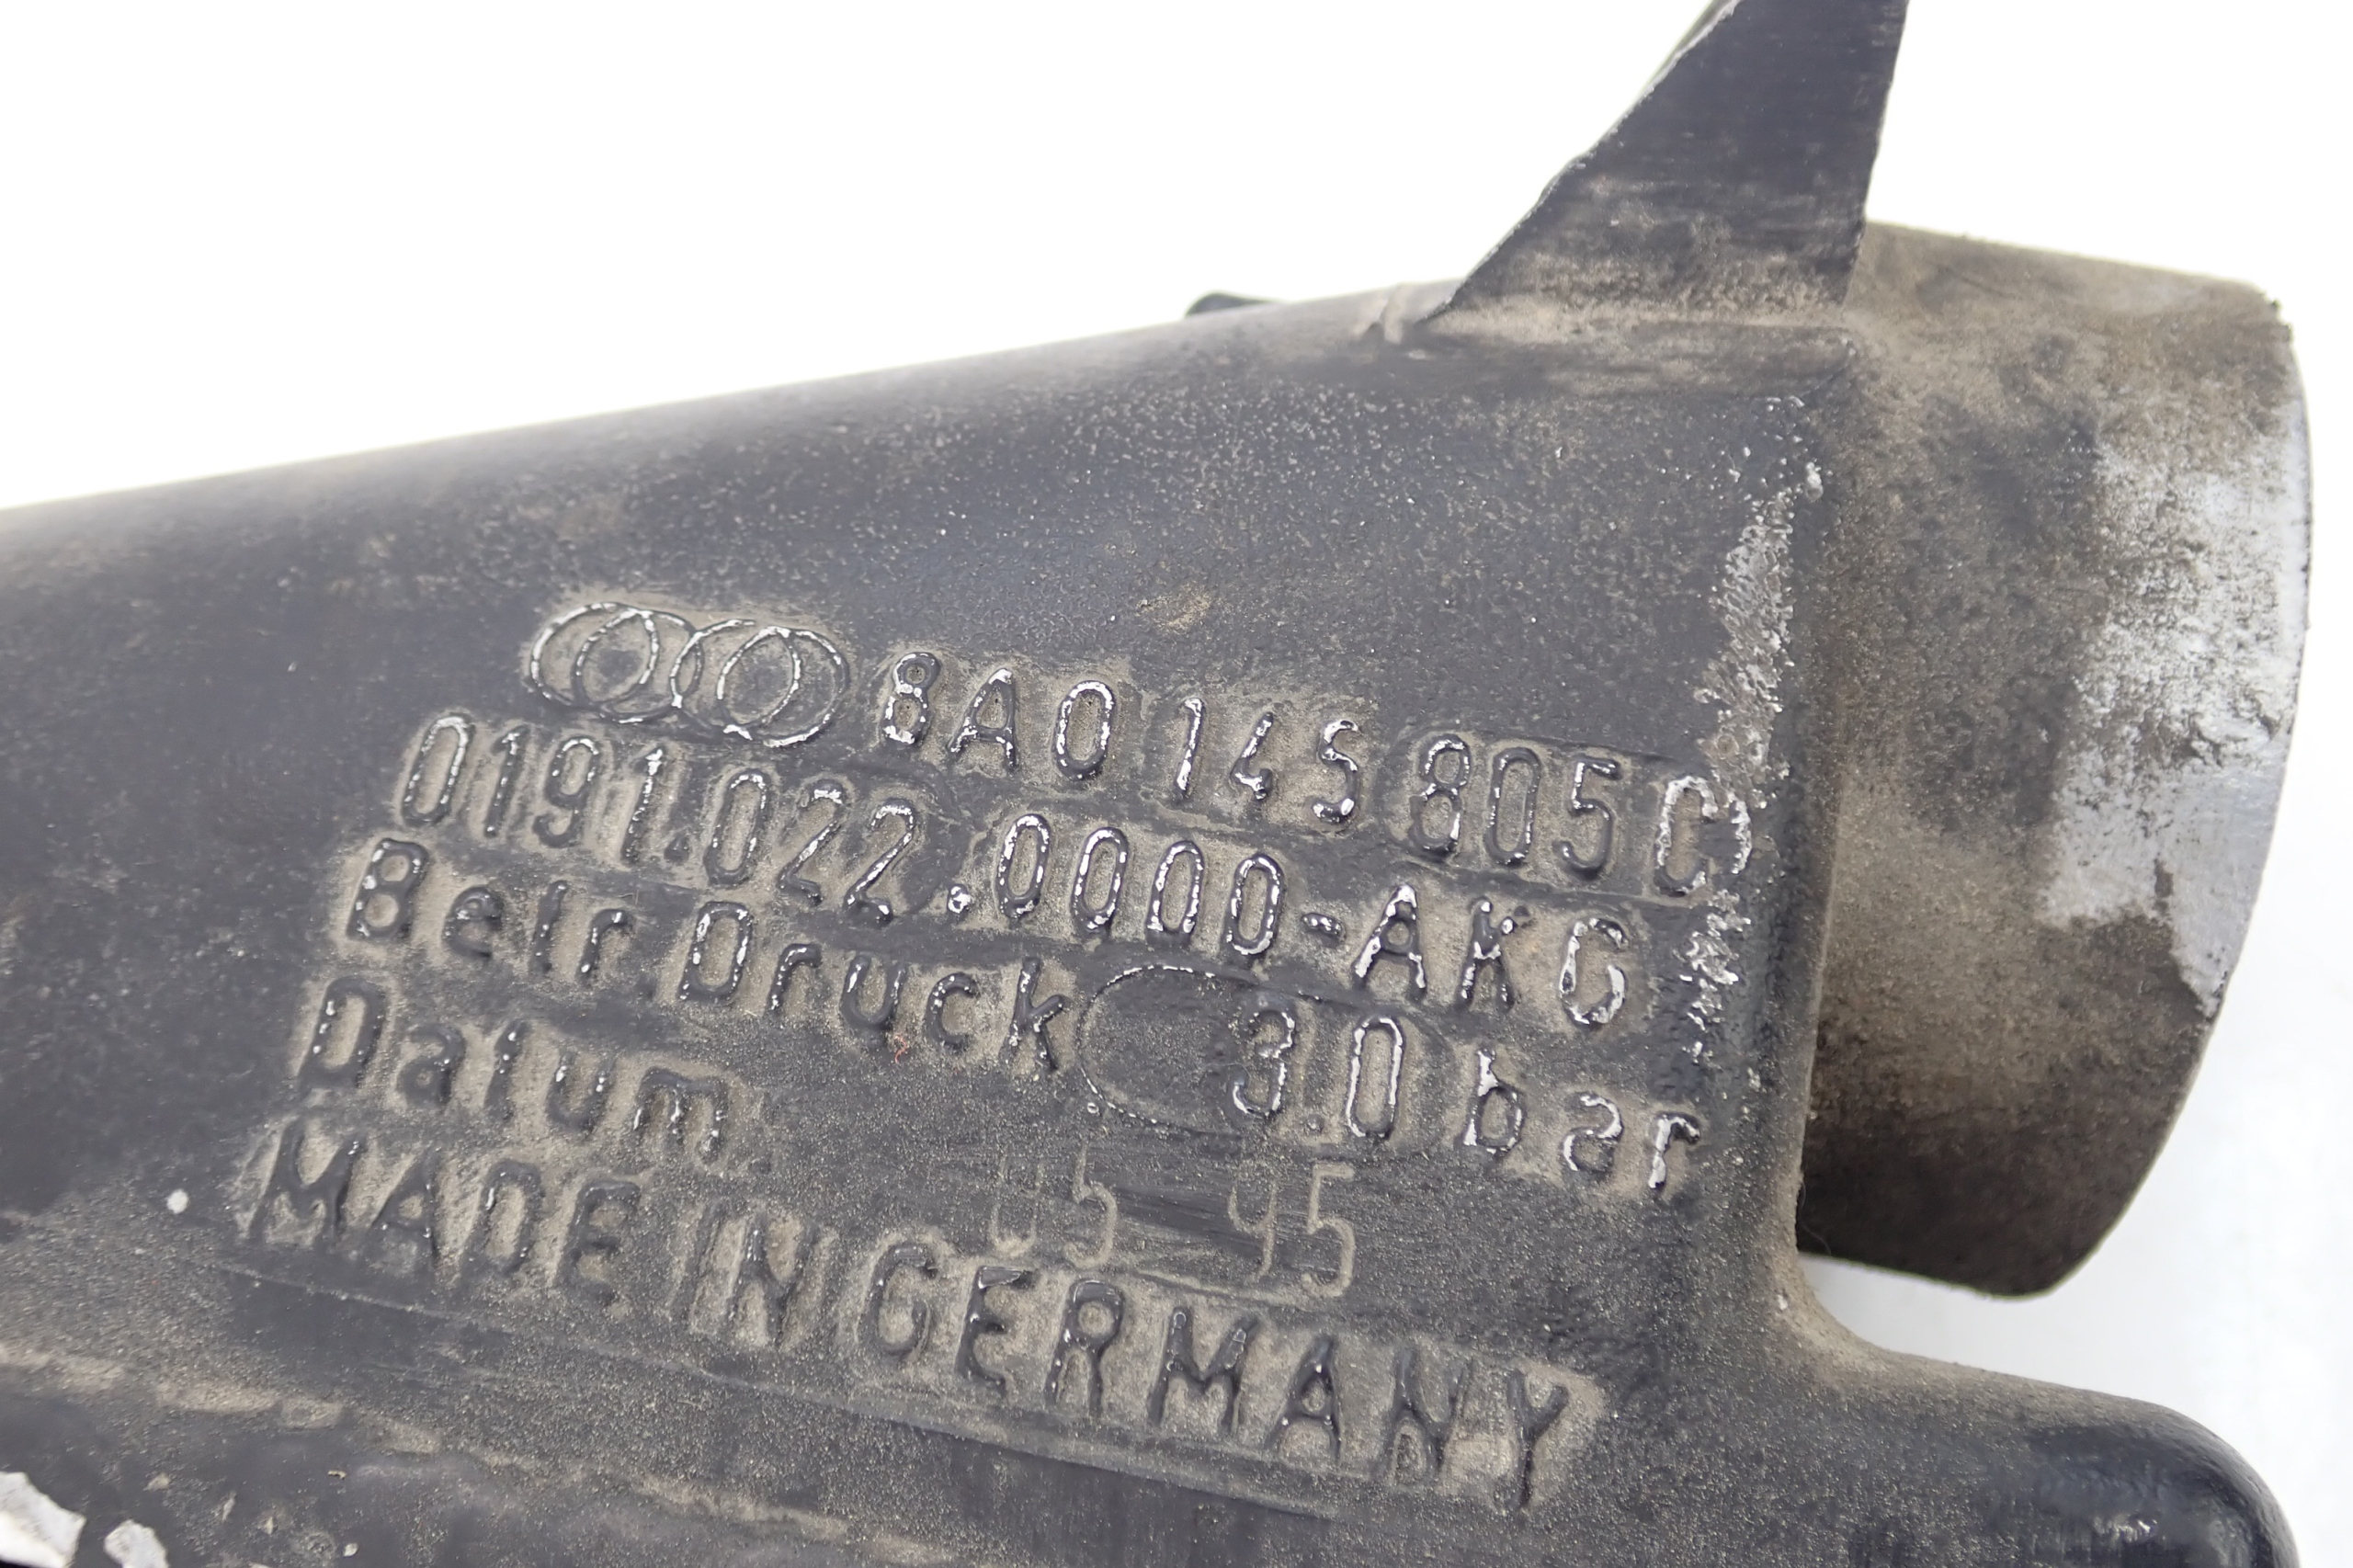 8A0 145 805 C
0191.022.0000-AKG
Betr.Druck 3.0 bar
Datum 05 95
MADE IN GERMANY